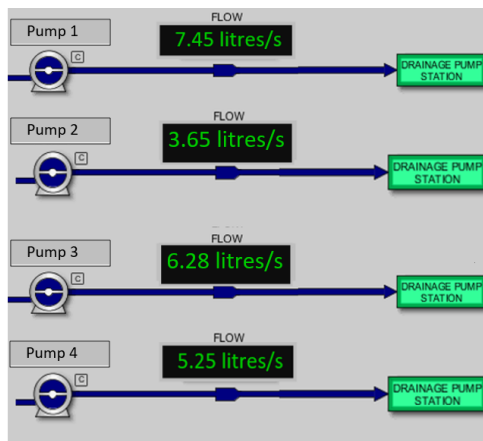 Pump 1
FLOW
7.45 litres/s
C
DRAINAGE PUMP
STATION
Pump 2
FLOW
3.65 litres/s
C
DRAINAGE PUMP
STATION
Pump 3
FLOW
6.28 litres/s
C
DRAINAGE PUMP
STATION
Pump 4
FLOW
5.25 litres/s
C
DRAINAGE PUMP
STATION